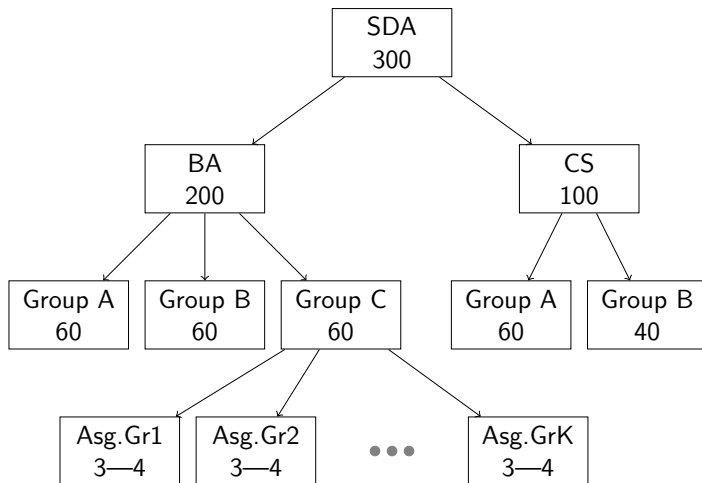 SDA
300
BA
200
CS
100
Group A
60
Group B
60
Group C
60
Group A
60
Group B
40
Asg.Gr1
3—4
Asg.Gr2
3—4
Asg.GrK
3—4